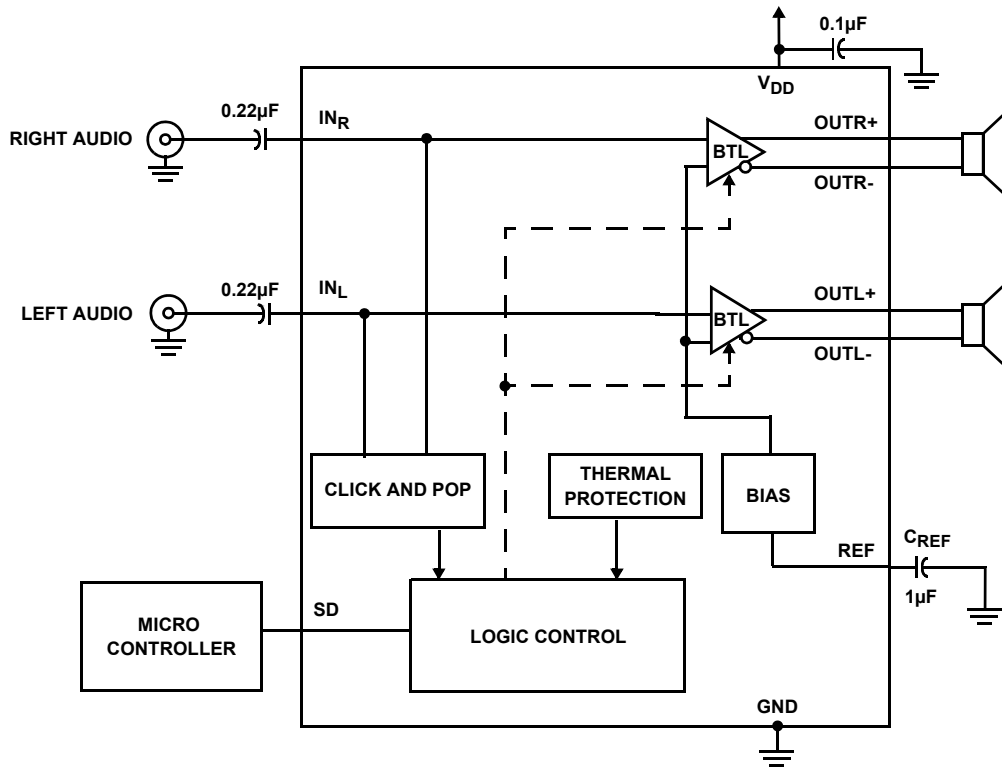 0.1µF
VDD
0.22µF
INR
OUTR+
RIGHT AUDIO
BTL
OUTR-
0.22µF
INL
OUTL+
LEFT AUDIO
BTL
OUTL-
CLICK AND POP
THERMAL
PROTECTION
BIAS
CREF
REF
1µF
SD
MICRO
CONTROLLER
LOGIC CONTROL
GND